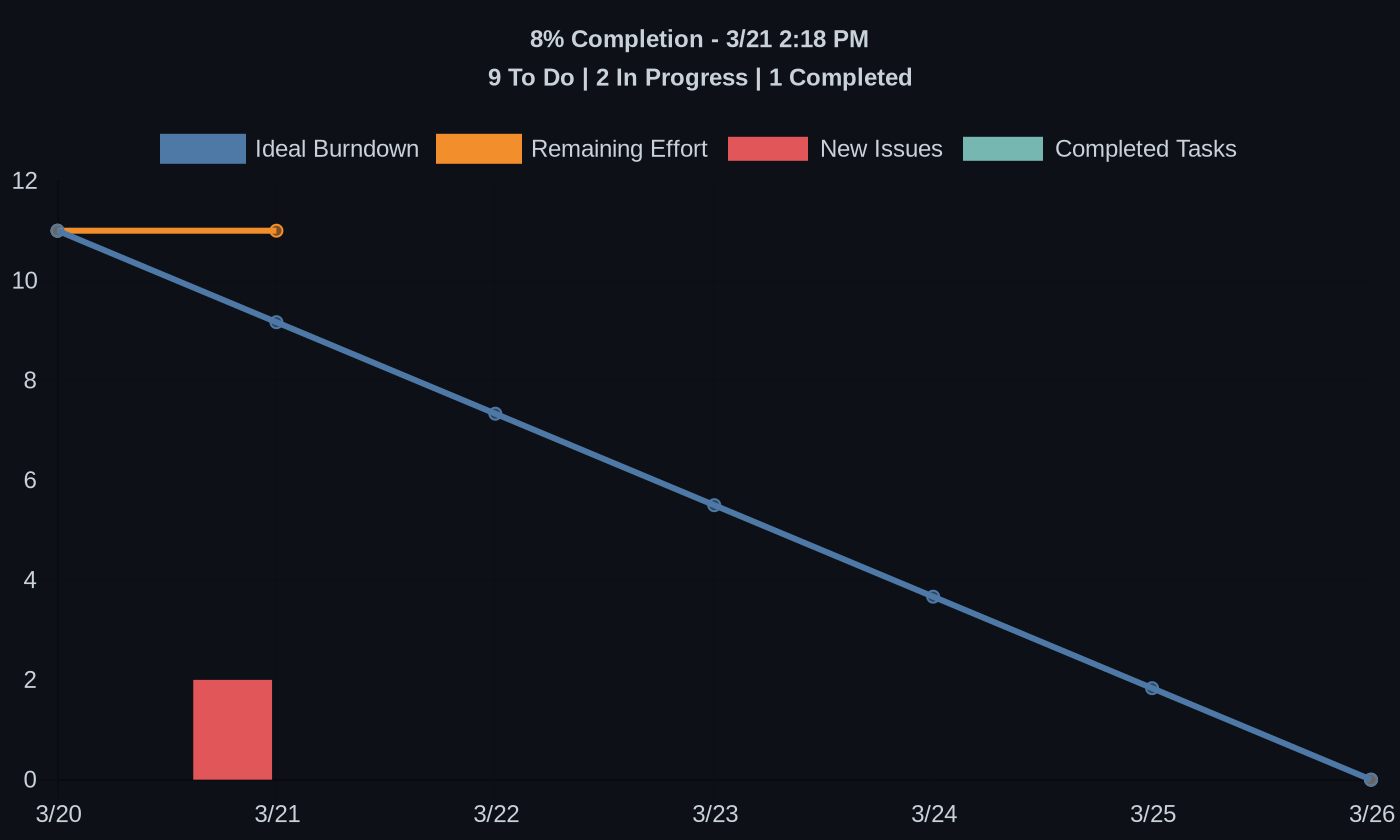 8% Completion - 3/21 2:18 PM
9 To Do | 2 In Progress | 1 Completed
Ideal Burndown Remaining Effort New Issues Completed Tasks
12
10
8
6
4
2
0
3/20 3/21 3/22 3/23 3/24 3/25 3/26